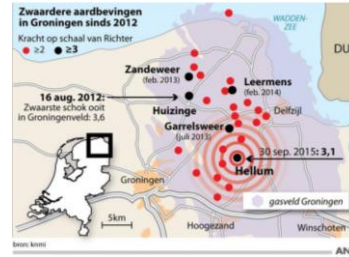 Zwaardere aardbevingen
in Groningen sinds 2012
Kracht op schaal van Richter
≥2 ≥3
WADDEN-
ZEE
DU
Zandeweer
(feb. 2013)
Leermens
(feb. 2014)
16 aug. 2012:
Zwaarste schok ooit
in Groningenveld: 3,6
Huizinge
Delfzijl
Garrelsweer
(juli 2013)
30 sep. 2015: 3,1
Hellum
Groningen
gasveld Groningen
5km
Hoogezand
Winschoten
bron: knmi
AN